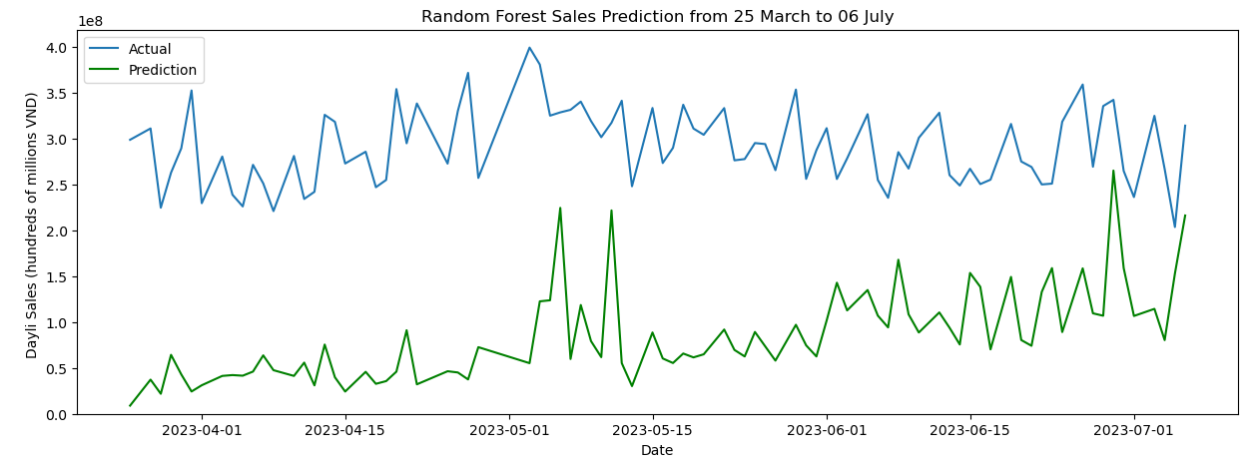 Random Forest Sales Prediction from 25 March to 06 July
1e8
Actual
Prediction
4.0
3.5
3.0
2.5
2.0
1.5
1.0
0.5
0.0
Dayli Sales (hundreds of millions VND)
2023-04-01
2023-04-15
2023-05-01
2023-05-15
2023-06-01
2023-06-15
2023-07-01
Date